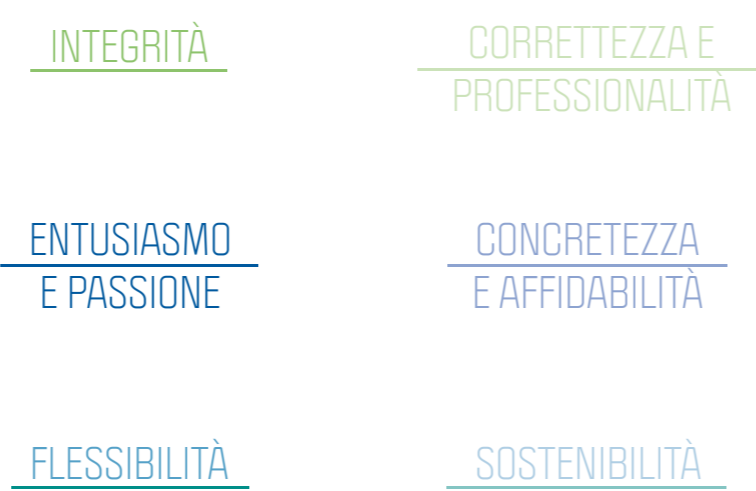 INTEGRITÀ
CORRETTEZZA E
PROFESSIONALITÀ
ENTUSIASMO
E PASSIONE
CONCRETEZZA
E AFFIDABILITÀ
FLESSIBILITÀ
SOSTENIBILITÀ